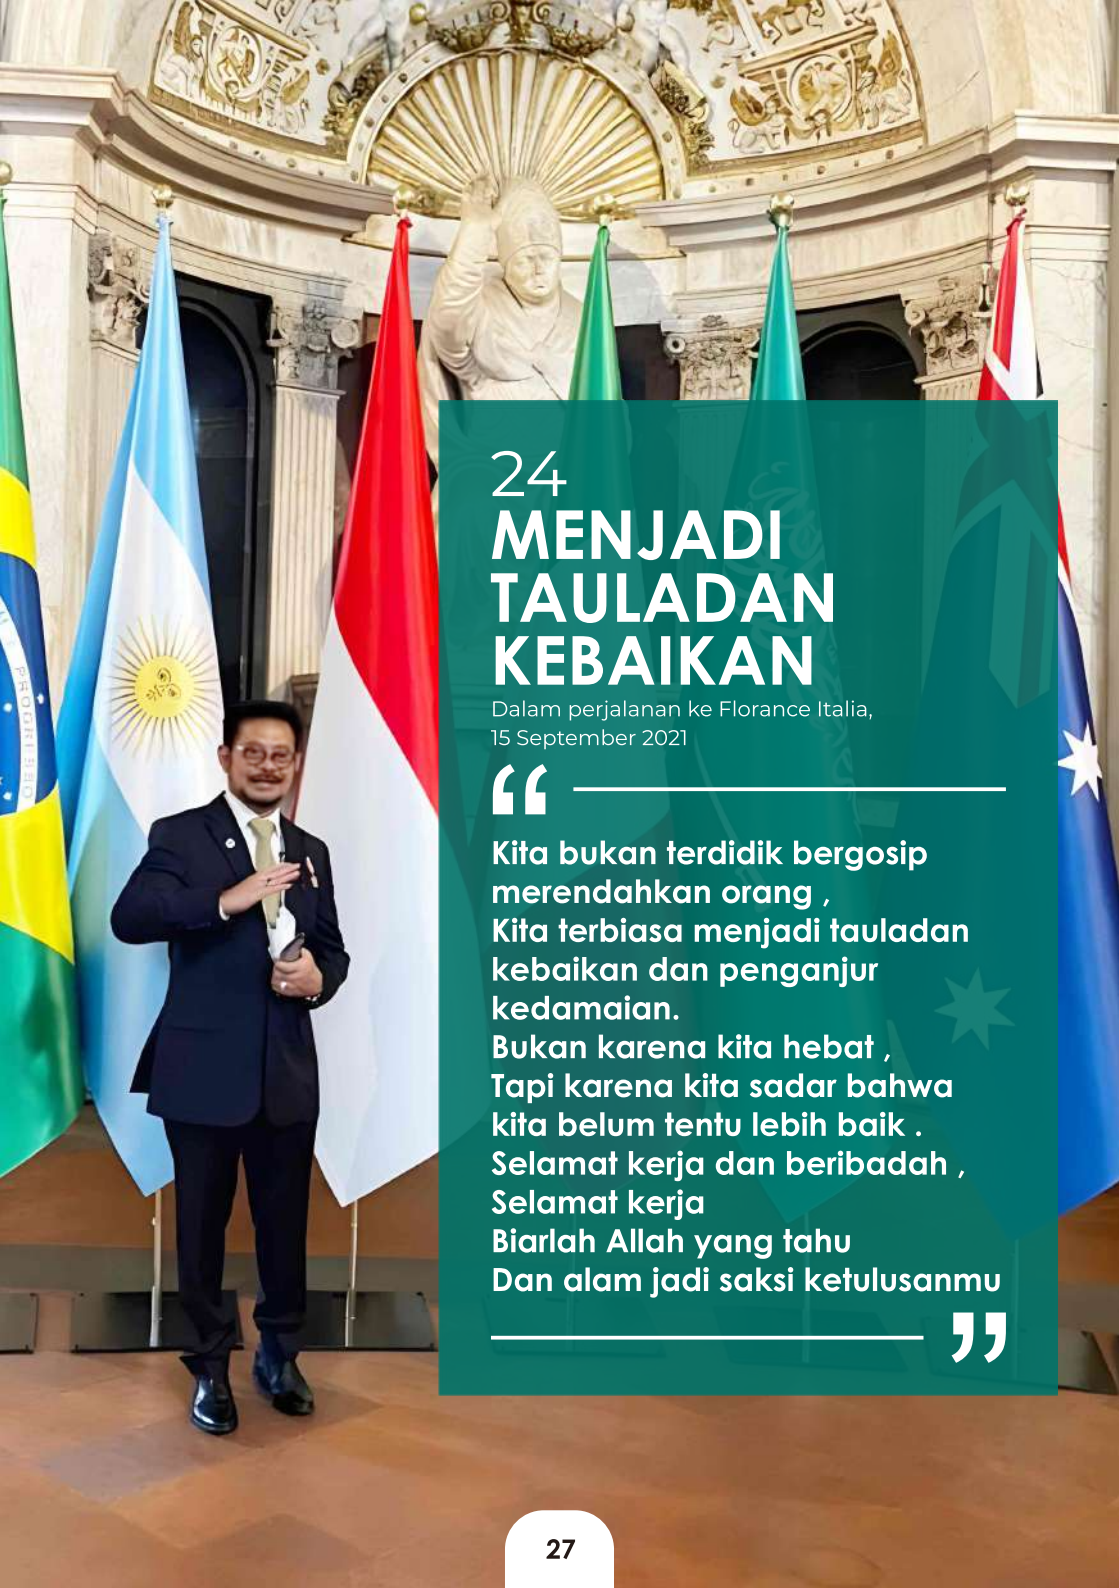 24
MENJADI
TAULADAN
KEBAIKAN
Dalam perjalanan ke Florance Italia,
15 September 2021
“
Kita bukan terdidik bergosip
merendahkan orang ,
Kita terbiasa menjadi tauladan
kebaikan dan penganjur
kedamaian.
Bukan karena kita hebat ,
Tapi karena kita sadar bahwa
kita belum tentu lebih baik .
Selamat kerja dan beribadah ,
Selamat kerja
Biarlah Allah yang tahu
Dan alam jadi saksi ketulusanmu
”
27